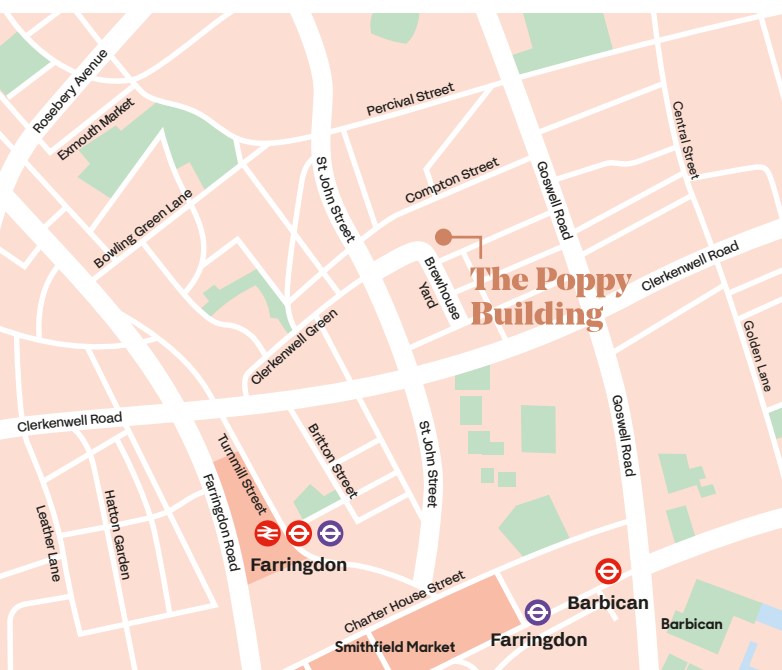 Rosebery Avenue
Exmouth Market
Percival Street
Central Street
Compton Street
St John Street
Goswell Road
Bowling Green Lane
Brewhouse
Yard
The Poppy
Building
Clerkenwell Road
Clerkenwell Green
Golden Lane
Clerkenwell Road
Goswell Road
St John Street
Britton Street
Turnmill Street
Farringdon Road
Hatton Garden
Leather Lane
Farringdon
Charter House Street
Barbican
Farringdon
Barbican
Smithfield Market